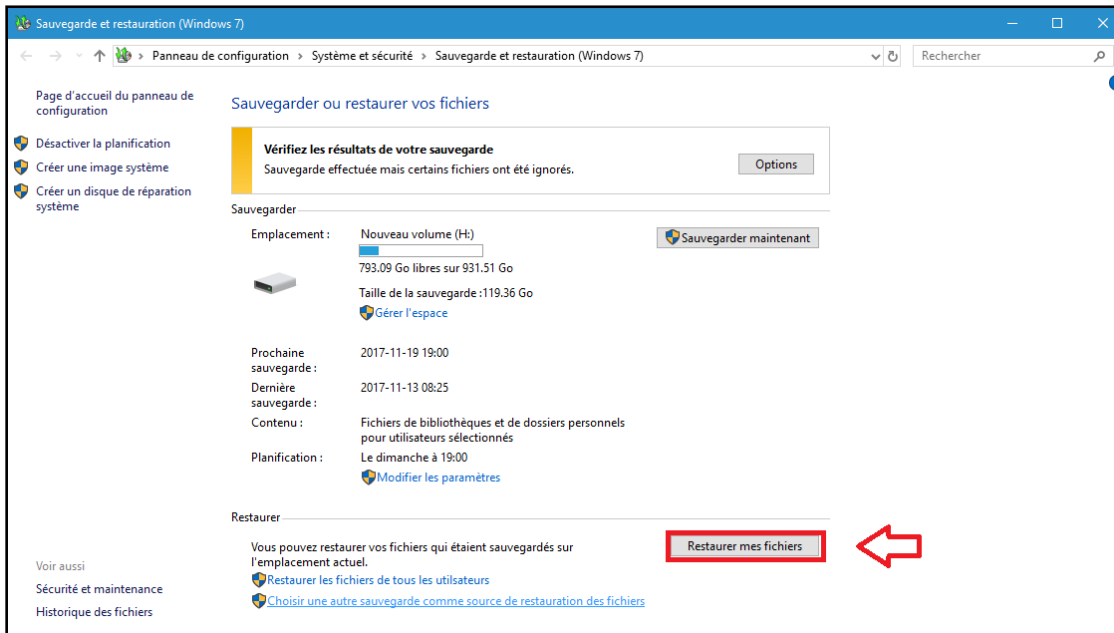 Sauvegarde et restauration (Windows 7)
Panneau de configuration > Système et sécurité > Sauvegarde et restauration (Windows 7)
Rechercher
Page d'accueil du panneau de
configuration
Désactiver la planification
Créer une image système
Créer un disque de réparation
système
Voir aussi
Sécurité et maintenance
Historique des fichiers
Sauvegarder ou restaurer vos fichiers
Vérifiez les résultats de votre sauvegarde
Sauvegarde effectuée mais certains fichiers ont été ignorés.
Options
Sauvegarder
Emplacement :
Nouveau volume (H:)
Sauvegarder maintenant
793.09 Go libres sur 931.51 Go
Taille de la sauvegarde :119.36 Go
Gérer l'espace
Prochaine
sauvegarde :
2017-11-19 19:00
Dernière
sauvegarde :
2017-11-13 08:25
Contenu :
Fichiers de bibliothèques et de dossiers personnels
pour utilisateurs sélectionnés
Planification :
Le dimanche à 19:00
Modifier les paramètres
Restaurer
Vous pouvez restaurer vos fichiers qui étaient sauvegardés sur
l'emplacement actuel.
Restaurer mes fichiers
Restaurer les fichiers de tous les utilsateurs
Choisir une autre sauvegarde comme source de restauration des fichiers